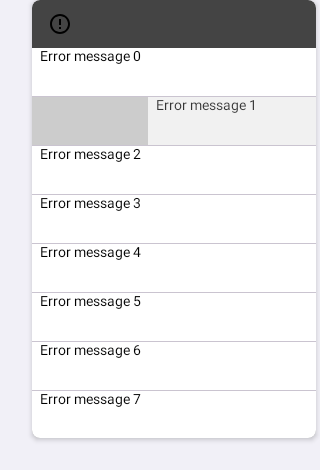 Error message 0
Error message 1
Error message 2
Error message 3
Error message 4
Error message 5
Error message 6
Error message 7